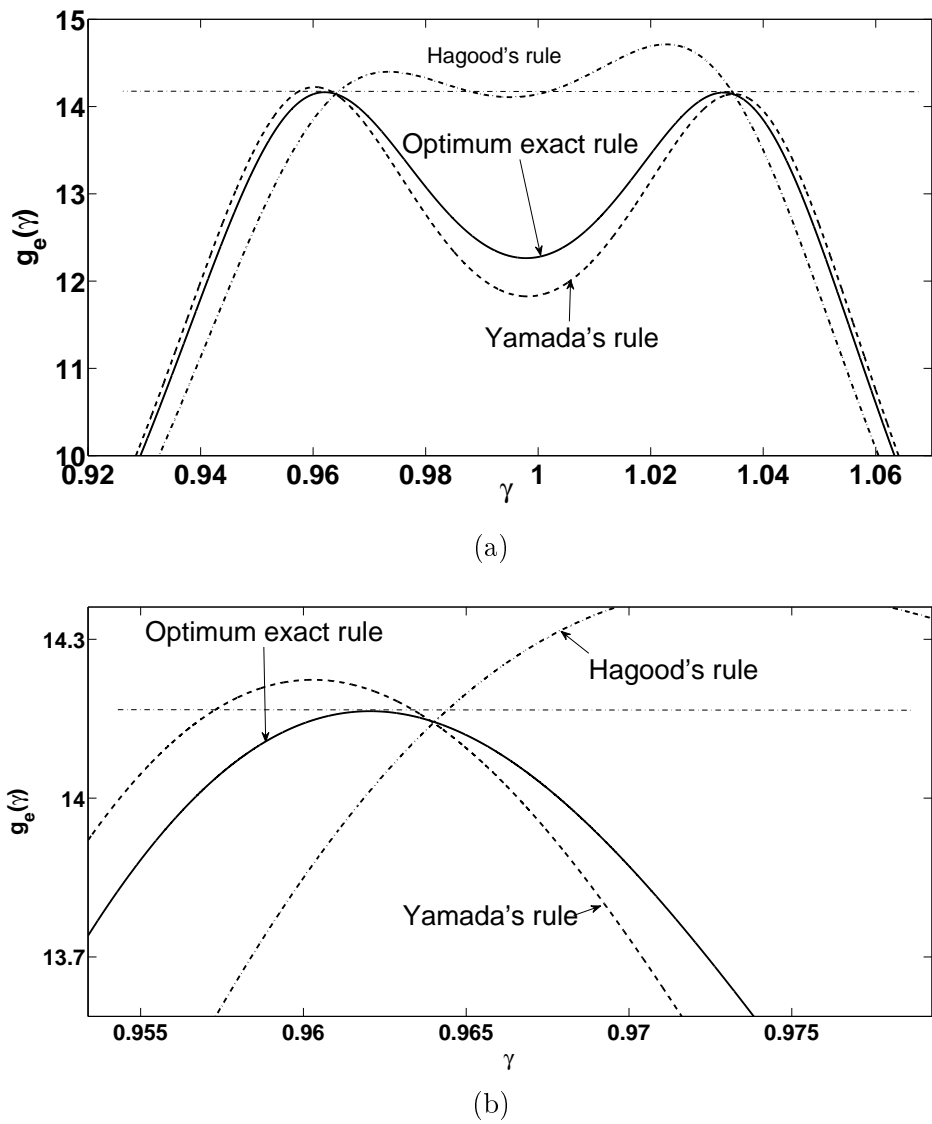 15
14
13
12
11
10
g_e(γ)
Hagood's rule
Optimum exact rule
Yamada's rule
0.92 0.94 0.96 0.98 1 1.02 1.04 1.06
γ
(a)
14.3
14
13.7
g_e(γ)
Optimum exact rule
Hagood's rule
Yamada's rule
0.955 0.96 0.965 0.97 0.975
γ
(b)